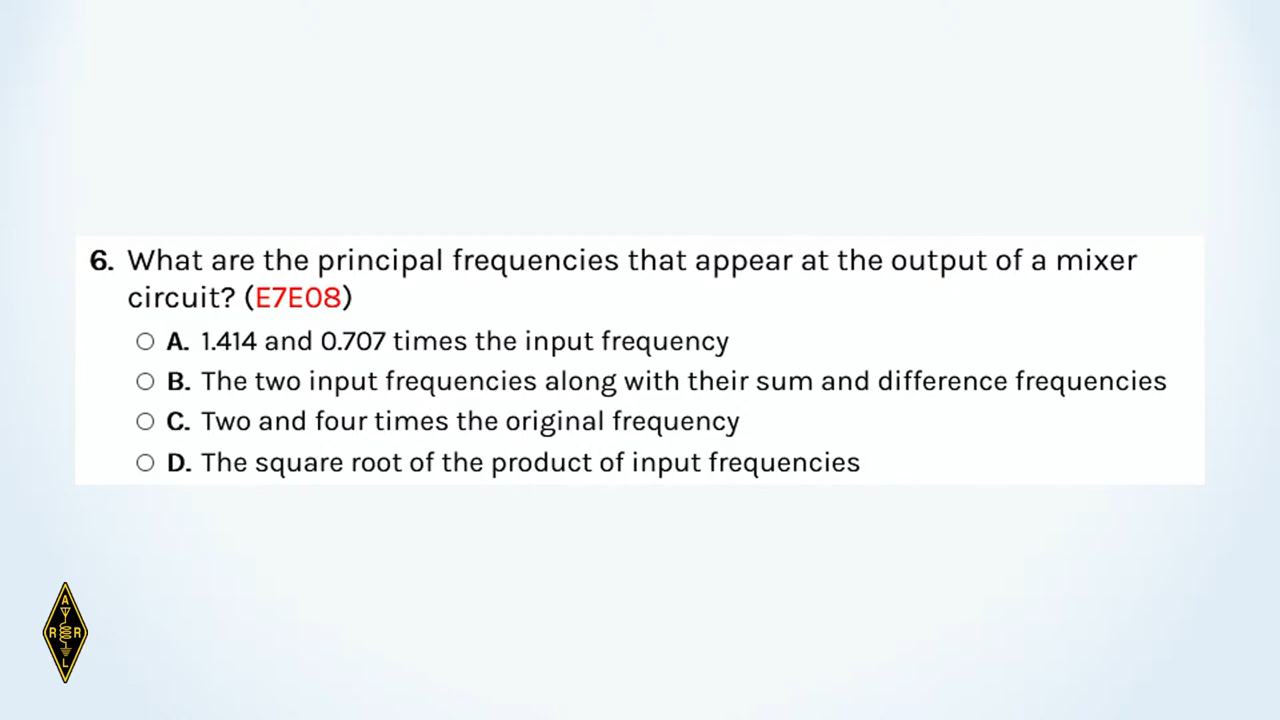 6. What are the principal frequencies that appear at the output of a mixer
circuit? (E7E08)
A. 1.414 and 0.707 times the input frequency
B. The two input frequencies along with their sum and difference frequencies
C. Two and four times the original frequency
D. The square root of the product of input frequencies
A
R R
L